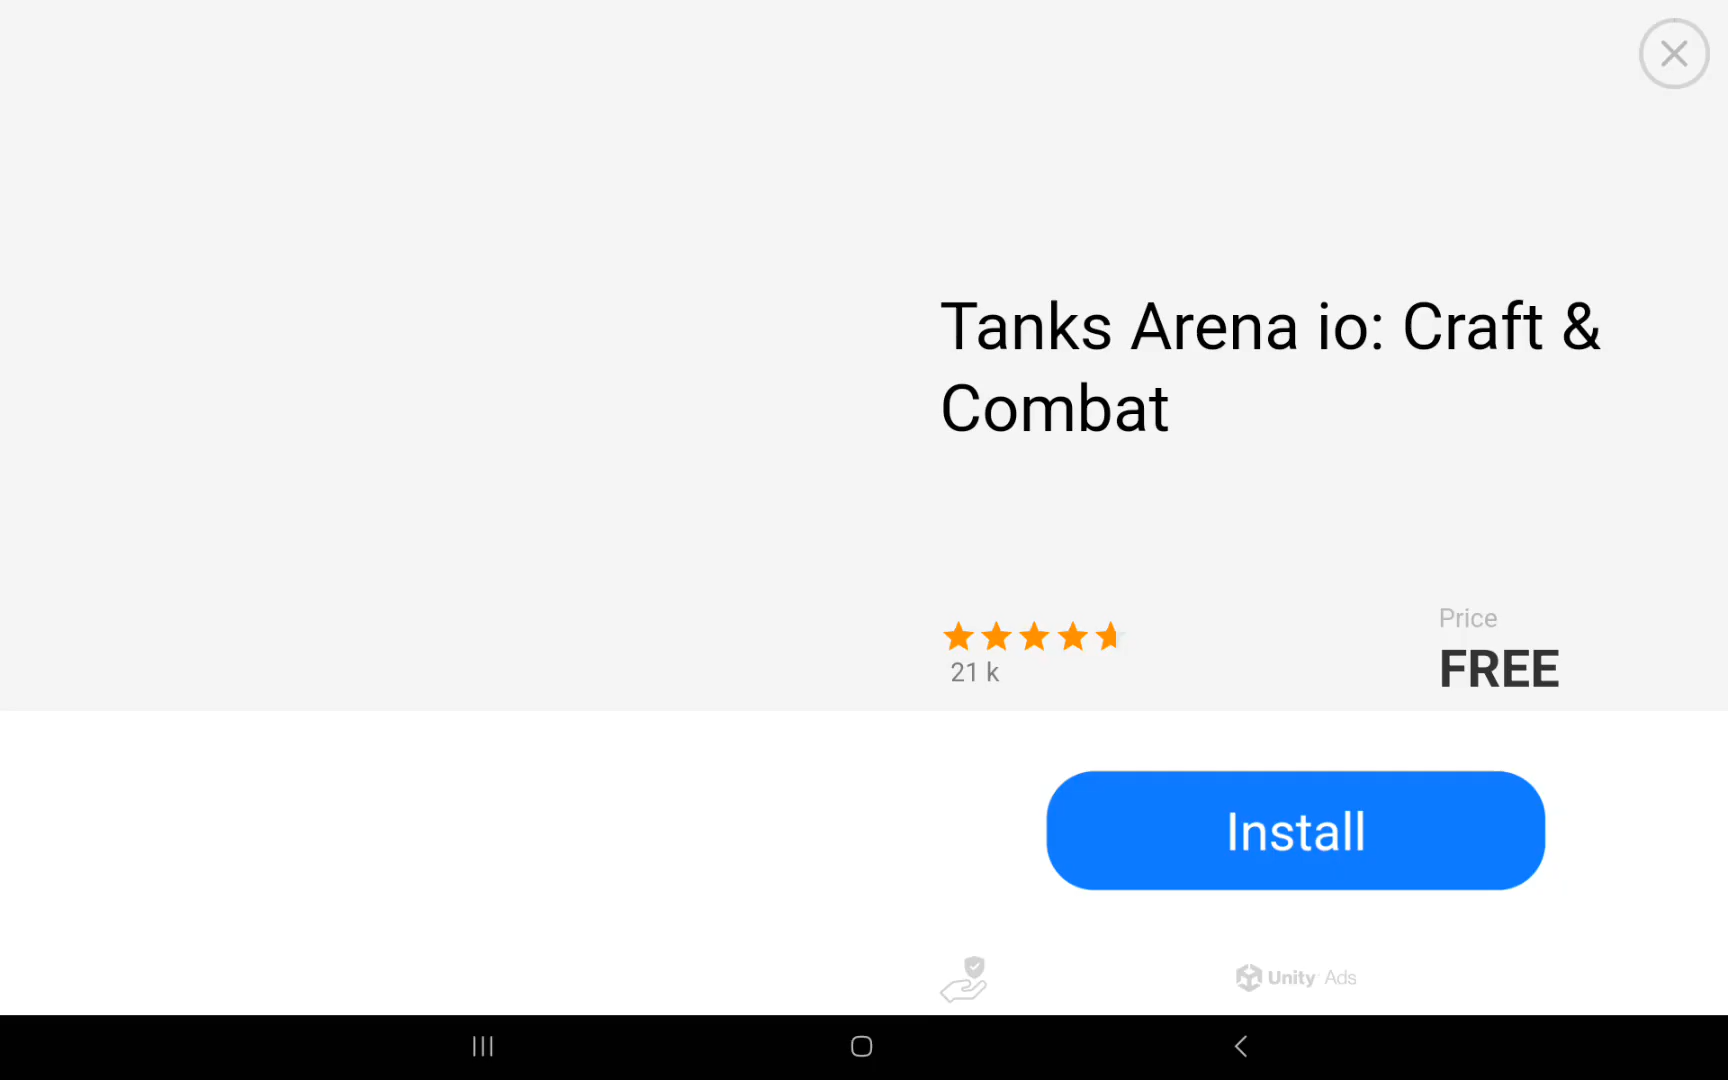 Tanks Arena io: Craft &
Combat
21 k
Price
FREE
Install
Unity Ads